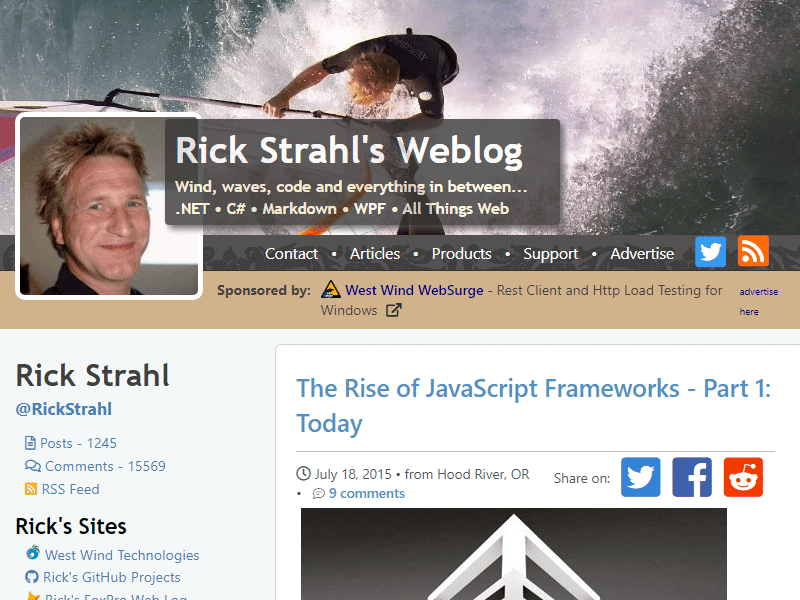 Rick Strahl's Weblog
Wind, waves, code and everything in between...
.NET • C# • Markdown • WPF • All Things Web
Contact • Articles • Products • Support • Advertise
Sponsored by: West Wind WebSurge - Rest Client and Http Load Testing for
Windows
advertise
here
Rick Strahl
@RickStrahl
Posts - 1245
Comments - 15569
RSS Feed
Rick's Sites
West Wind Technologies
Rick's GitHub Projects
Rick's FoxPro Web Log
The Rise of JavaScript Frameworks - Part 1:
Today
July 18, 2015 • from Hood River, OR
• 9 comments
Share on: